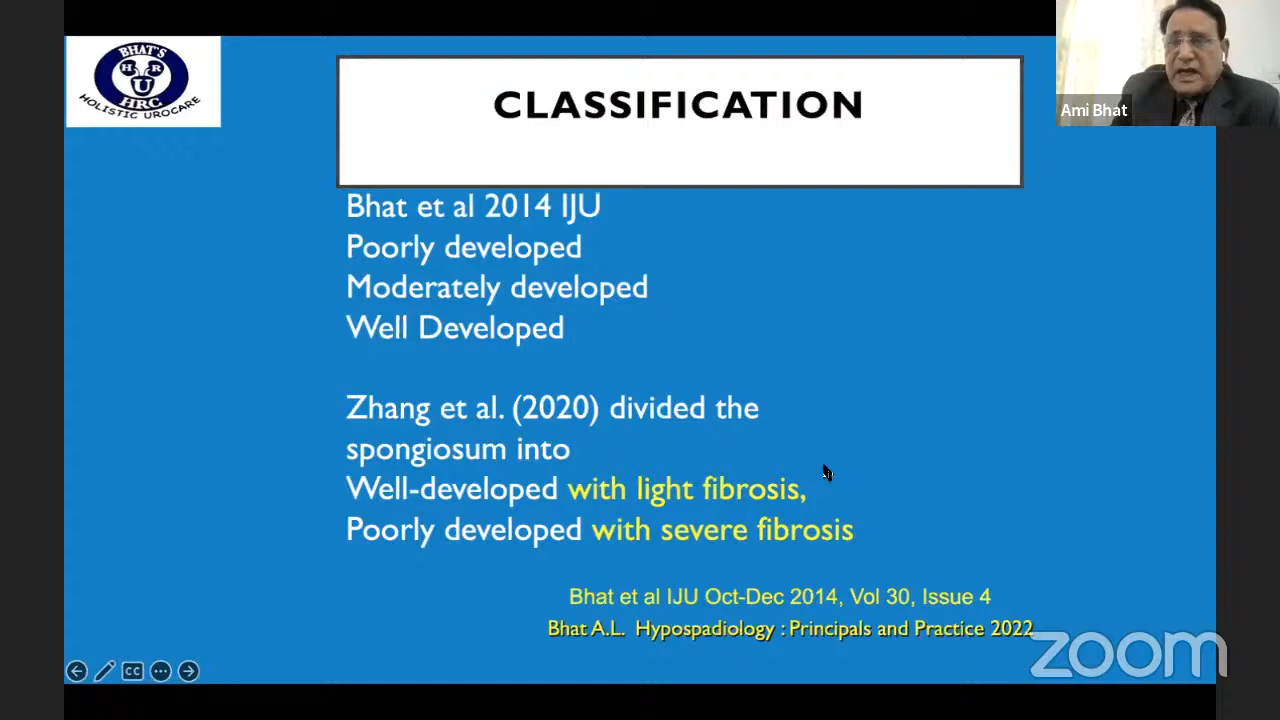 BHAT'S
H R
U
HRC
HOLISTIC UROCARE
CLASSIFICATION
Ami Bhat
Bhat et al 2014 IJU
Poorly developed
Moderately developed
Well Developed
Zhang et al. (2020) divided the
spongiosum into
Well-developed with light fibrosis,
Poorly developed with severe fibrosis
Bhat et al IJU Oct-Dec 2014, Vol 30, Issue 4
Bhat A.L. Hypospadiology : Principals and Practice 2022
CC
zoom